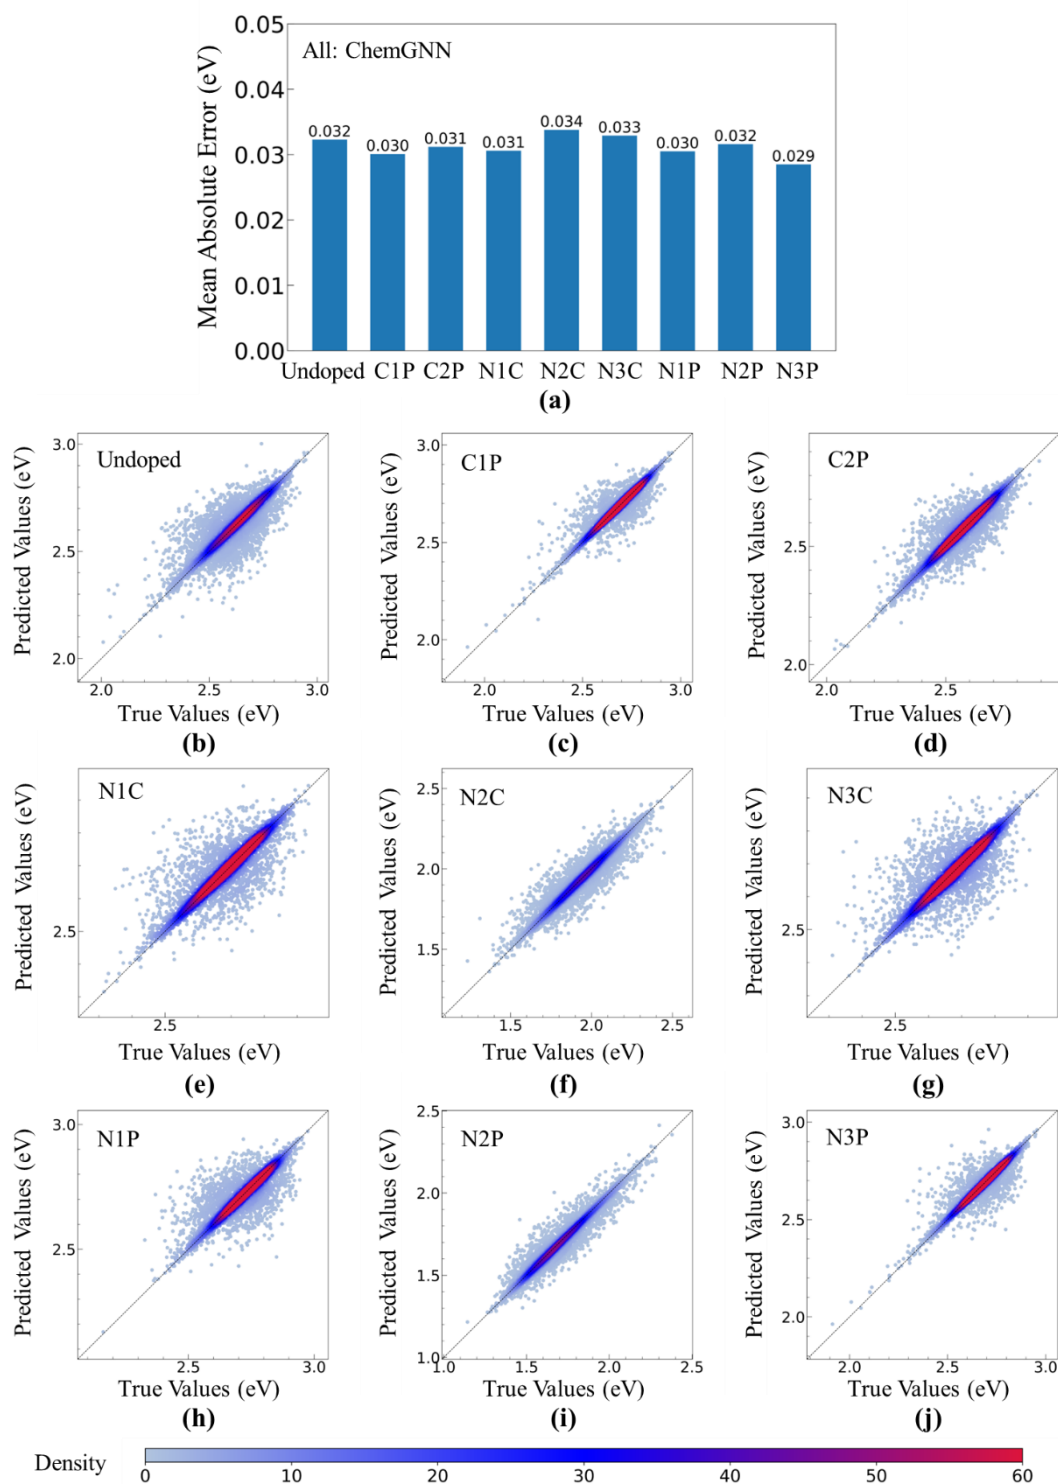 0.05
All: ChemGNN
Mean Absolute Error (eV)
0.04
0.03
0.02
0.01
0.00
0.032
0.030
0.031
0.031
0.034
0.033
0.030
0.032
0.029
Undoped C1P C2P N1C N2C N3C N1P N2P N3P
(a)
Predicted Values (eV)
3.0
2.5
2.0
Undoped
2.0 2.5 3.0
True Values (eV)
(b)
Predicted Values (eV)
3.0
2.5
2.0
C1P
2.0 2.5 3.0
True Values (eV)
(c)
Predicted Values (eV)
2.5
2.0
C2P
2.0 2.5
True Values (eV)
(d)
Predicted Values (eV)
2.5
N1C
2.5
True Values (eV)
(e)
Predicted Values (eV)
2.5
2.0
1.5
N2C
1.5 2.0 2.5
True Values (eV)
(f)
Predicted Values (eV)
2.5
N3C
2.5
True Values (eV)
(g)
Predicted Values (eV)
3.0
2.5
N1P
2.5 3.0
True Values (eV)
(h)
Predicted Values (eV)
2.5
2.0
1.5
1.0
N2P
1.0 1.5 2.0 2.5
True Values (eV)
(i)
Predicted Values (eV)
3.0
2.5
2.0
N3P
2.0 2.5 3.0
True Values (eV)
(j)
Density
0 10 20 30 40 50 60